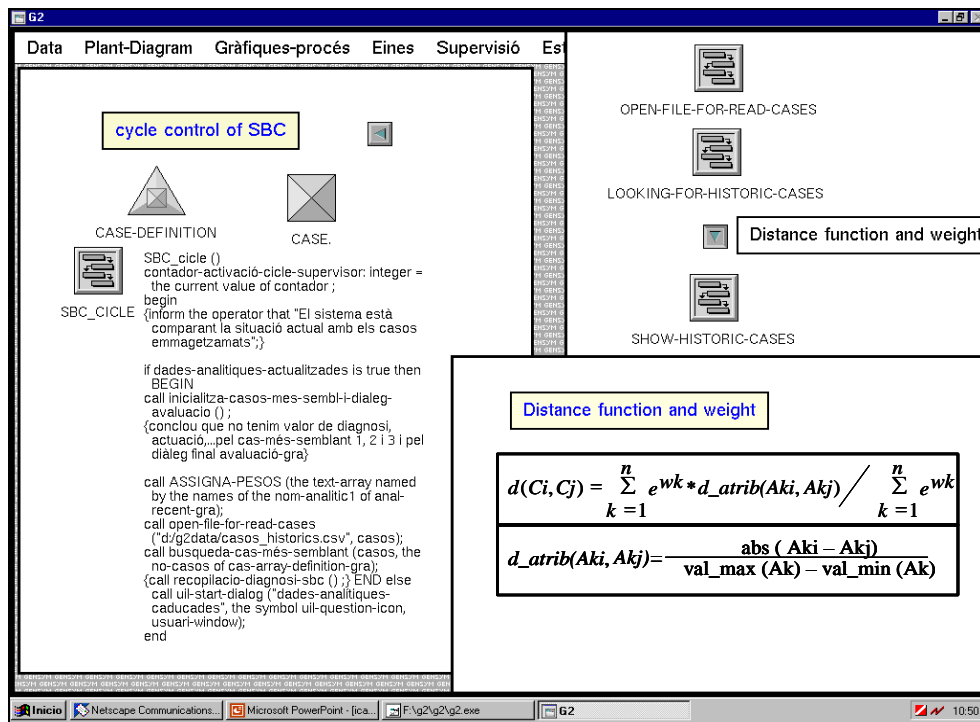 G2
Data Plant-Diagram Gràfiques-procés Eines Supervisió Est
cycle control of SBC
CASE-DEFINITION
CASE.
SBC_CICLE
SBC_cicle ()
contador-activació-cicle-supervisor: integer =
the current value of contador ;
begin
{inform the operator that "El sistema està
comparant la situació actual amb els casos
emmagetzamats";}
if dades-analitiques-actualitzades is true then
BEGIN
call inicialitza-casos-mes-sembl-i-dialeg-
avaluacio () ;
{conclou que no tenim valor de diagnosi,
actuació,...pel cas-més-semblant 1, 2 i 3 i pel
diàleg final avaluació-gra}
call ASSIGNA-PESOS (the text-array named
by the names of the nom-analitic1 of anal-
recent-gra);
call open-file-for-read-cases
("d:/g2data/casos_historics.csv", casos);
call busqueda-cas-més-semblant (casos, the
no-casos of cas-array-definition-gra);
{call recopilacio-diagnosi-sbc () ;} END else
call uil-start-dialog ("dades-analítiques-
caducades", the symbol uil-question-icon,
usuari-window);
end
OPEN-FILE-FOR-READ-CASES
LOOKING-FOR-HISTORIC-CASES
Distance function and weight
SHOW-HISTORIC-CASES
Distance function and weight
d(Ci, Cj) = n Σ k =1 e^wk * d_atrib(Aki, Akj) / n Σ k =1 e^wk
d_atrib(Aki, Akj)= abs ( Aki – Akj) / val_max (Ak) – val_min (Ak)
Inicio Netscape Communications... Microsoft PowerPoint - [ica... F:\g2\g2\g2.exe G2 10:50